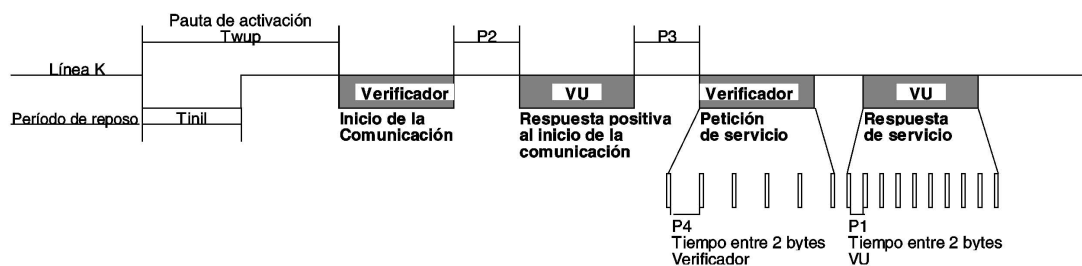 Pauta de activación
Twup
P2
P3
Línea K
Verificador
VU
Verificador
VU
Período de reposo
Tinil
Inicio de la
Comunicación
Respuesta positiva
al inicio de la
comunicación
Petición
de servicio
Respuesta
de servicio
P4
Tiempo entre 2 bytes
Verificador
P1
Tiempo entre 2 bytes
VU